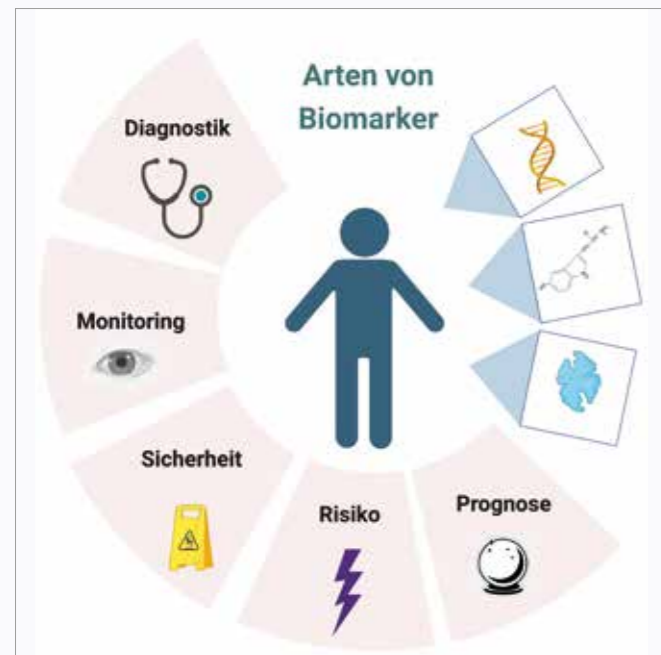 Arten von
Biomarker
Diagnostik
Monitoring
Sicherheit
Risiko
Prognose